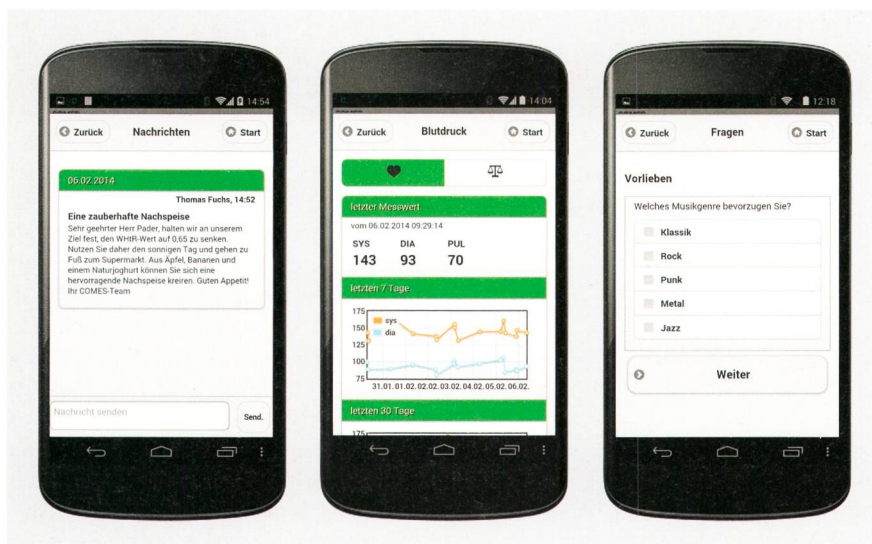 14:54
Zurück
Nachrichten
Start
06.02.2014
Thomas Fuchs, 14:52
Eine zauberhafte Nachspeise
Sehr geehrter Herr Pader, halten wir an unserem
Ziel fest, den WHtR-Wert auf 0,65 zu senken.
Nutzen Sie daher den sonnigen Tag und gehen zu
Fuß zum Supermarkt. Aus Äpfel, Bananen und
einem Naturjoghurt können Sie sich eine
hervorragende Nachspeise kreiren. Guten Appetit!
Ihr COMES-Team
Nachricht senden
Send.
14:04
Zurück
Blutdruck
Start
letzter Messwert
vom 06.02.2014 09:29:14
SYS DIA PUL
143 93 70
letzten 7 Tage
175
150
125
100
75
sys
dia
31.01. 01.02. 02.02. 03.02. 04.02. 05.02. 06.02.
letzten 30 Tage
175
12:18
Zurück
Fragen
Start
Vorlieben
Welches Musikgenre bevorzugen Sie?
Klassik
Rock
Punk
Metal
Jazz
Weiter